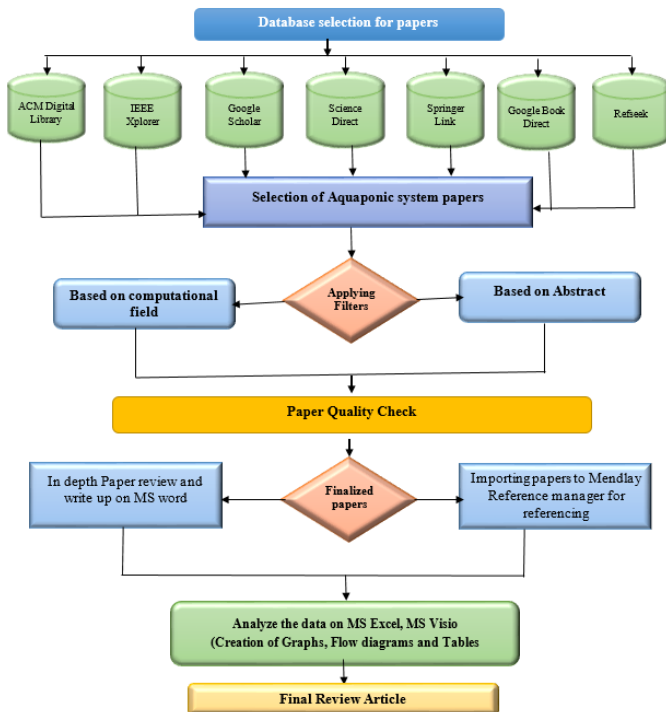 Database selection for papers
ACM Digital
Library
IEEE
Xplorer
Google
Scholar
Science
Direct
Springer
Link
Google Book
Direct
Refseek
Selection of Aquaponic system papers
Based on computational
field
Applying
Filters
Based on Abstract
Paper Quality Check
In depth Paper review and
write up on MS word
Finalized
papers
Importing papers to Mendlay
Reference manager for
referencing
Analyze the data on MS Excel, MS Visio
(Creation of Graphs, Flow diagrams and Tables
Final Review Article